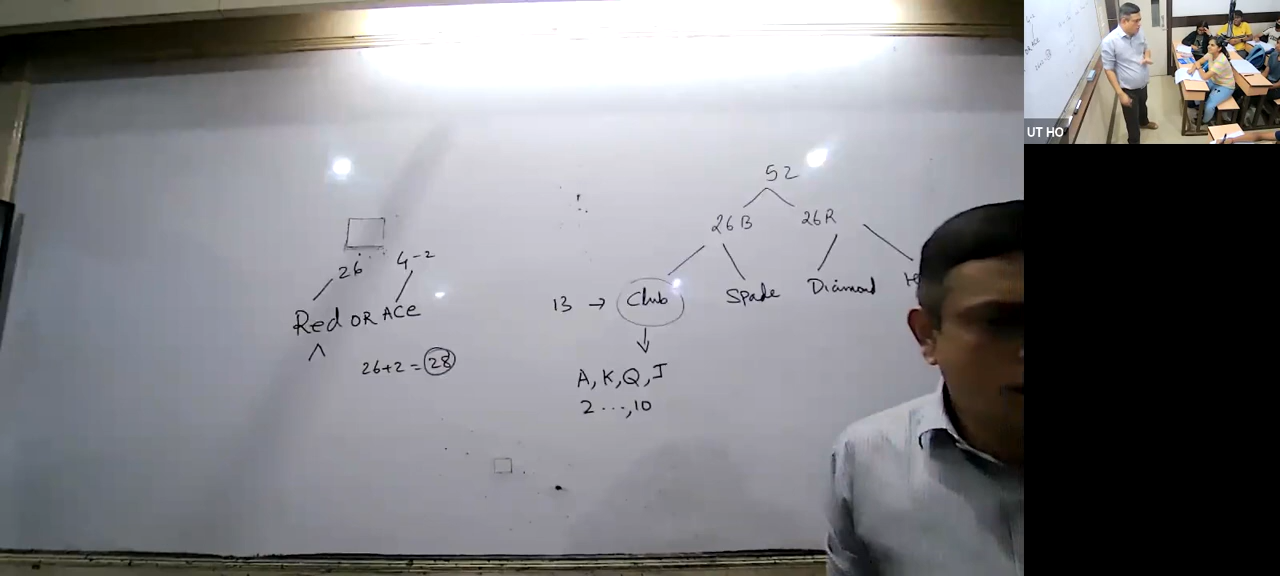 52
26B 26R
26 4-2
Club Spade Diamond
13 →
Red OR ACE
26+2=28
A, K, Q, J
2...,10
UT HO